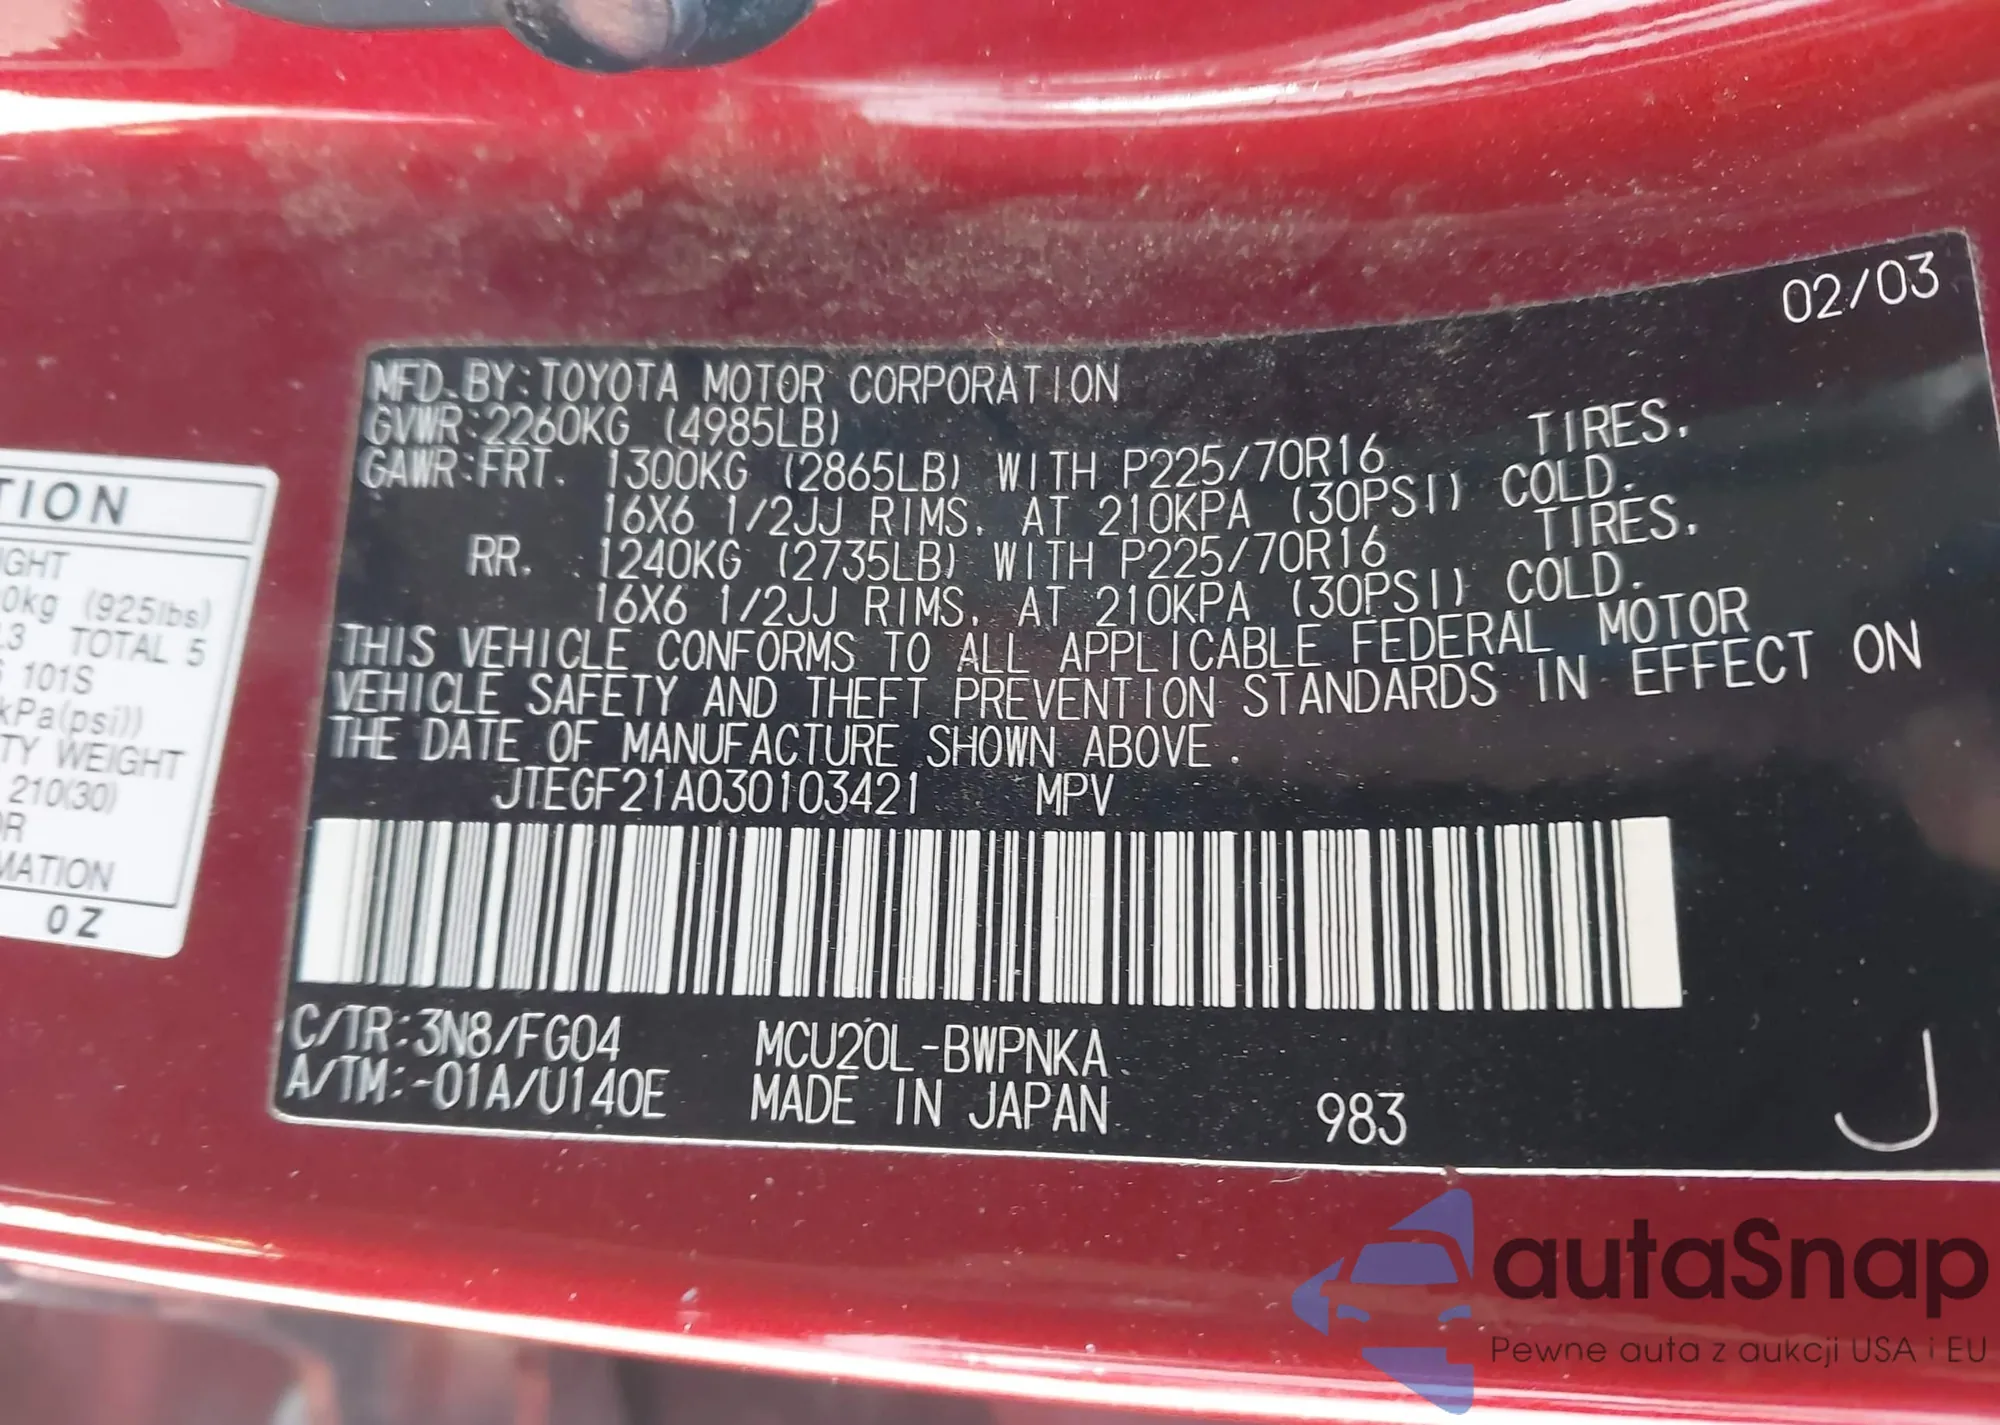 02/03
MFD.BY:TOYOTA MOTOR CORPORATION
GVWR:2260KG (4985LB)
GAWR:FRT. 1300KG (2865LB) WITH P225/70R16 TIRES.
16X6 1/2JJ RIMS. AT 210KPA (30PSI) COLD.
RR. 1240KG (2735LB) WITH P225/70R16 TIRES.
16X6 1/2JJ RIMS. AT 210KPA (30PSI) COLD.
THIS VEHICLE CONFORMS TO ALL APPLICABLE FEDERAL MOTOR
VEHICLE SAFETY AND THEFT PREVENTION STANDARDS IN EFFECT ON
THE DATE OF MANUFACTURE SHOWN ABOVE.
JTEGF21A030103421 MPV
C/TR:3N8/FG04 MCU20L-BWPNKA
A/TM:-01A/U140E MADE IN JAPAN 983
J
TION
IGHT
0kg (925lbs)
.3 TOTAL 5
101S
kPa(psi))
TY WEIGHT
210(30)
OR
MATION
0Z
autaSnap
Pewne auta z aukcji USA i EU